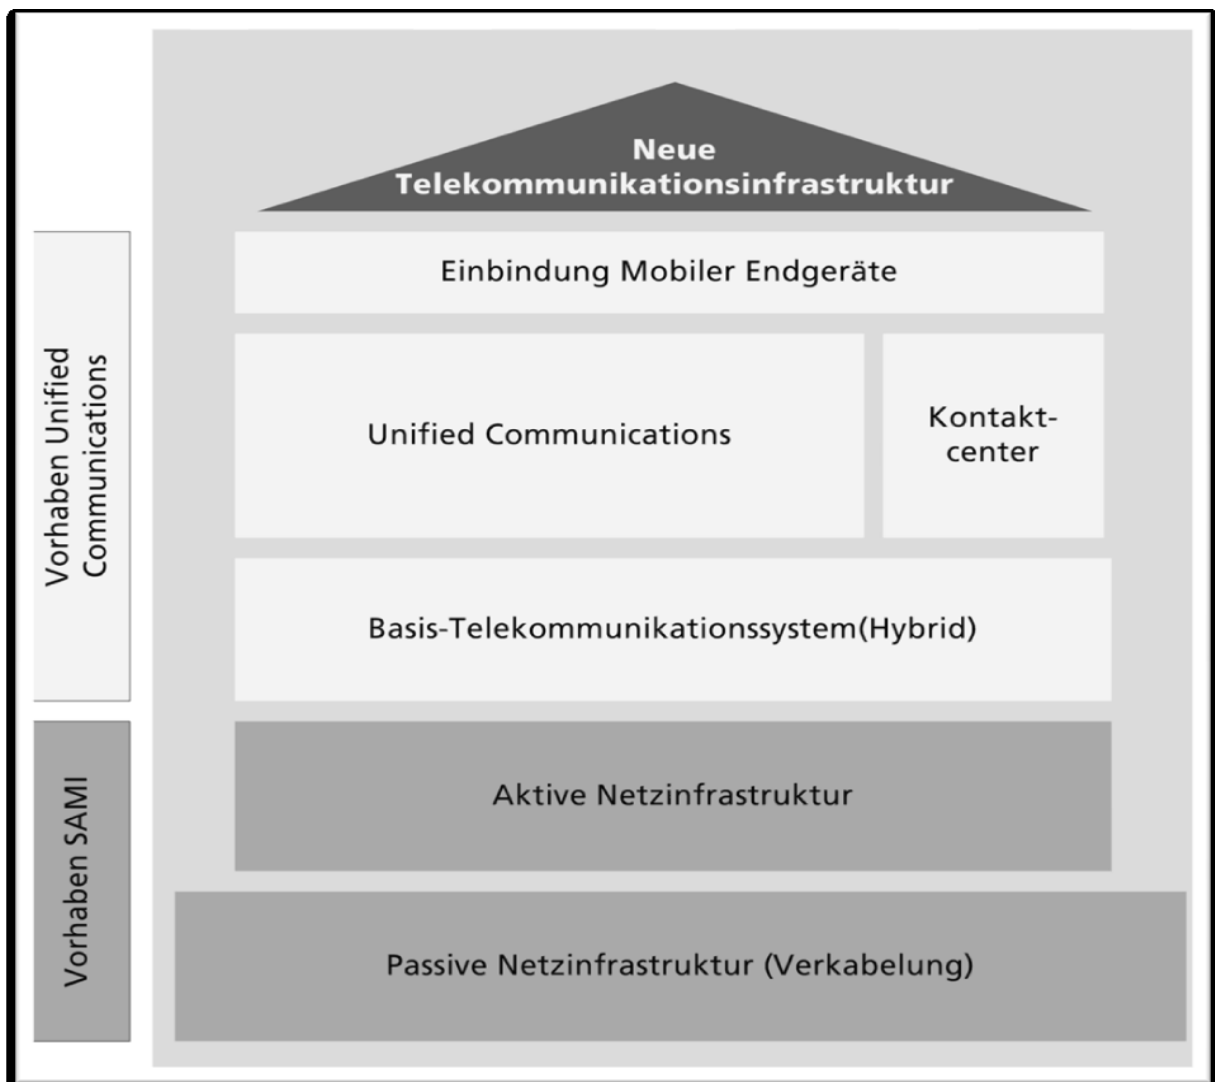 Neue
Telekommunikationsinfrastruktur
Vorhaben Unified
Communications
Einbindung Mobiler Endgeräte
Unified Communications
Kontakt-
center
Basis-Telekommunikationssystem(Hybrid)
Vorhaben SAMI
Aktive Netzinfrastruktur
Passive Netzinfrastruktur (Verkabelung)